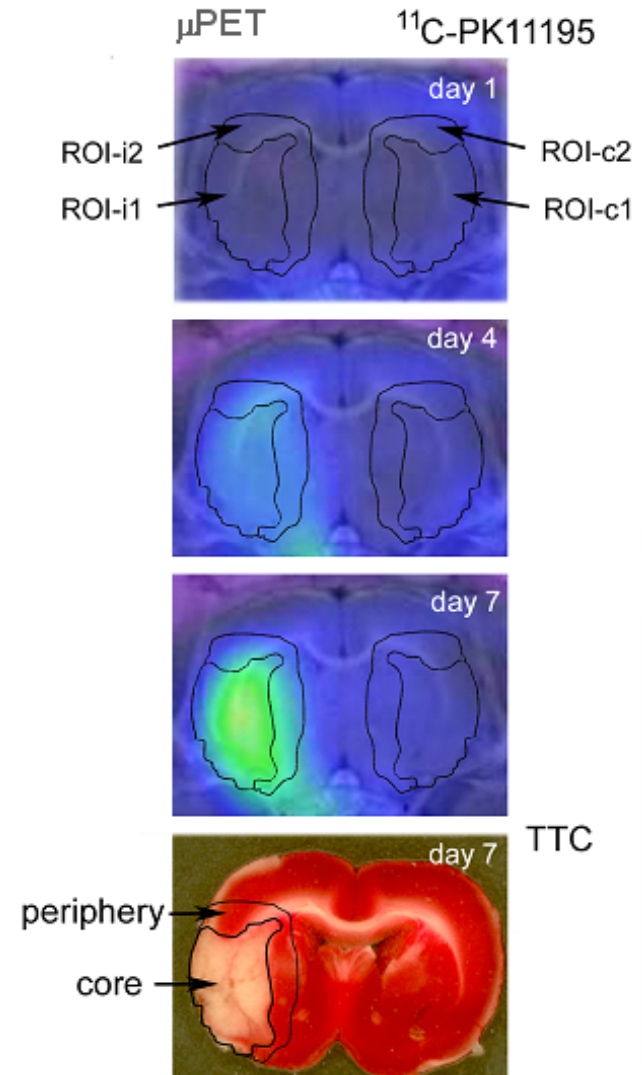 μPET
¹¹C-PK11195
day 1
ROI-i2
ROI-c2
ROI-i1
ROI-c1
day 4
day 7
day 7
TTC
periphery
core